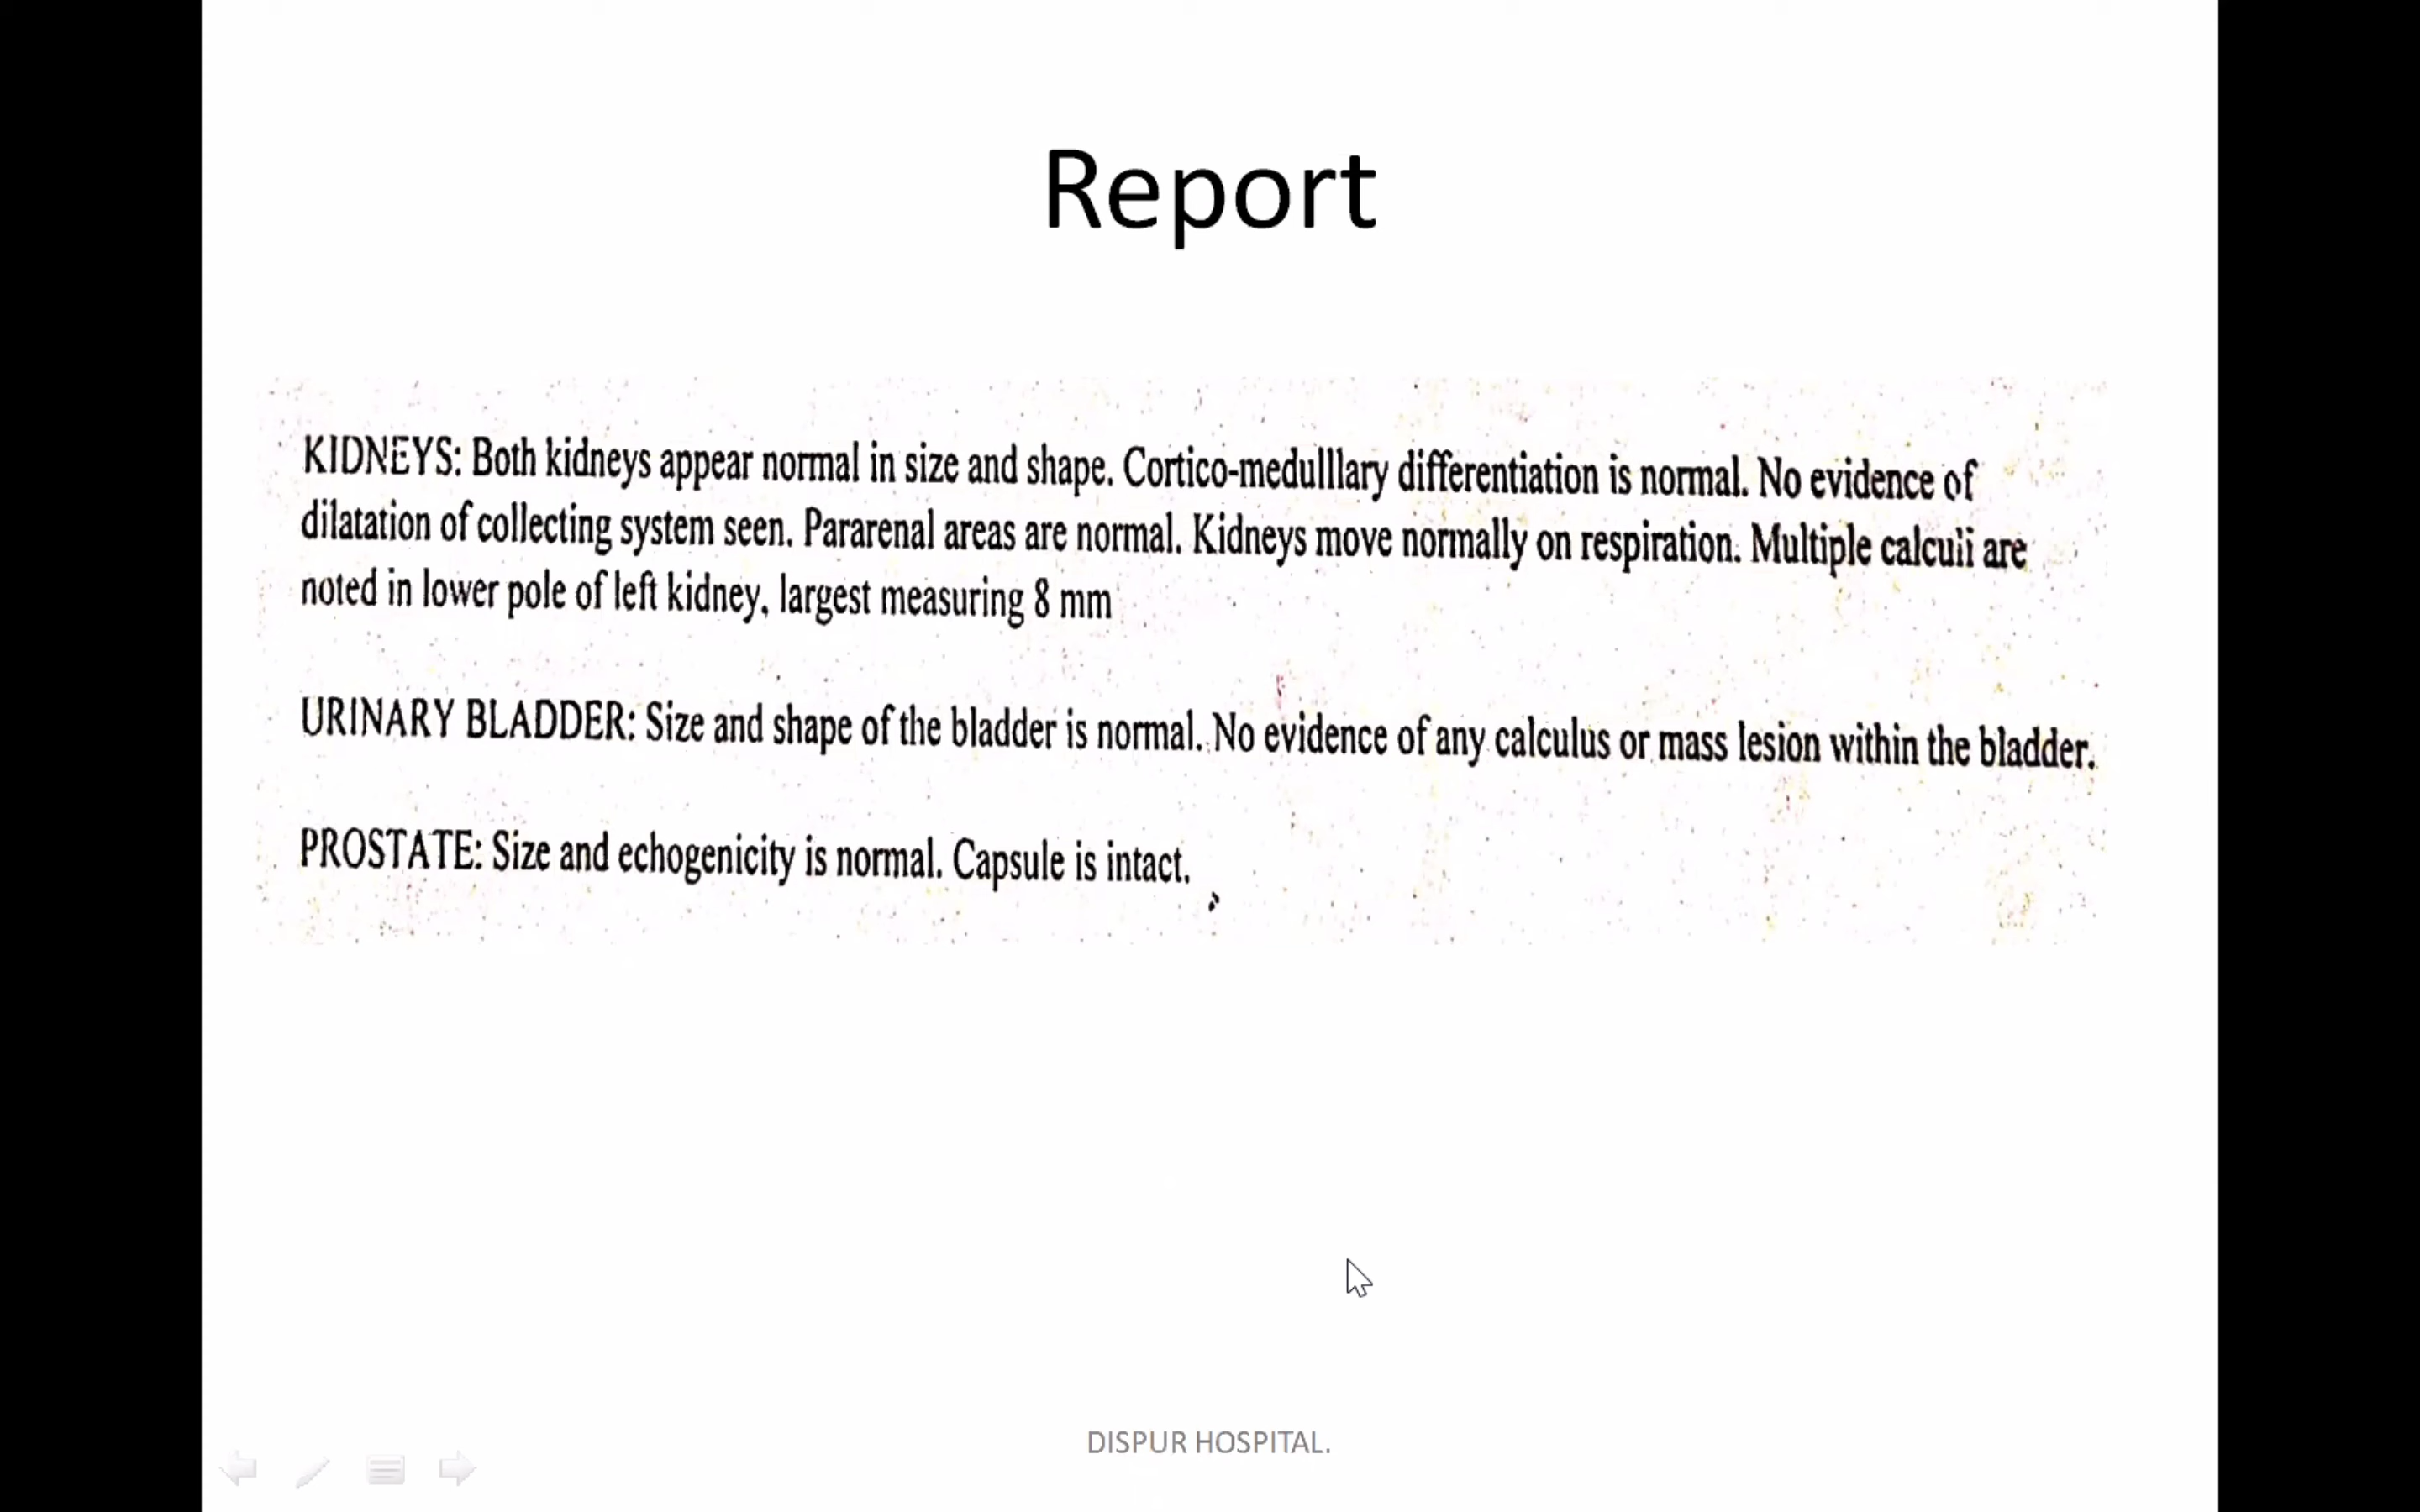 Report
KIDNEYS: Both kidneys appear normal in size and shape. Cortico-medulllary differentiation is normal. No evidence of
dilatation of collecting system seen. Pararenal areas are normal. Kidneys move normally on respiration. Multiple calculi are
noted in lower pole of left kidney, largest measuring 8 mm
URINARY BLADDER: Size and shape of the bladder is normal. No evidence of any calculus or mass lesion within the bladder.
PROSTATE: Size and echogenicity is normal. Capsule is intact.
DISPUR HOSPITAL.